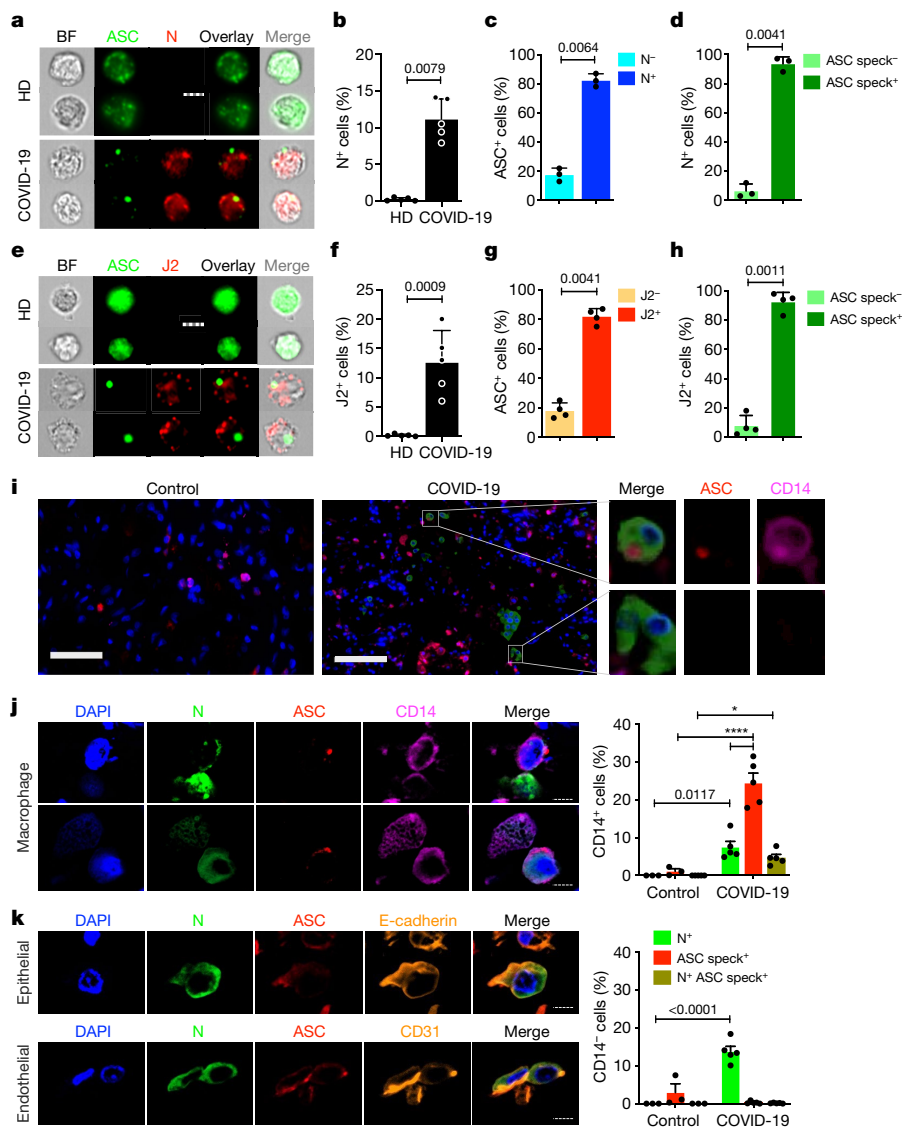 a
BF ASC N Overlay Merge
HD
COVID-19
b
N⁺ cells (%)
20
15
10
5
0
0.0079
HD COVID-19
c
ASC⁺ cells (%)
100
80
60
40
20
0
0.0064
N⁻
N⁺
d
N⁺ cells (%)
100
80
60
40
20
0
0.0041
ASC speck⁻
ASC speck⁺
e
BF ASC J2 Overlay Merge
HD
COVID-19
f
J2⁺ cells (%)
25
20
15
10
5
0
0.0009
HD COVID-19
g
ASC⁺ cells (%)
100
80
60
40
20
0
0.0041
J2⁻
J2⁺
h
J2⁺ cells (%)
100
80
60
40
20
0
0.0011
ASC speck⁻
ASC speck⁺
i
Control COVID-19 Merge ASC CD14
j
DAPI N ASC CD14 Merge
Macrophage
CD14⁺ cells (%)
40
30
20
10
0
*
****
0.0117
Control COVID-19
k
DAPI N ASC E-cadherin Merge
Epithelial
DAPI N ASC CD31 Merge
Endothelial
CD14⁻ cells (%)
40
30
20
10
0
N⁺
ASC speck⁺
N⁺ ASC speck⁺
<0.0001
Control COVID-19